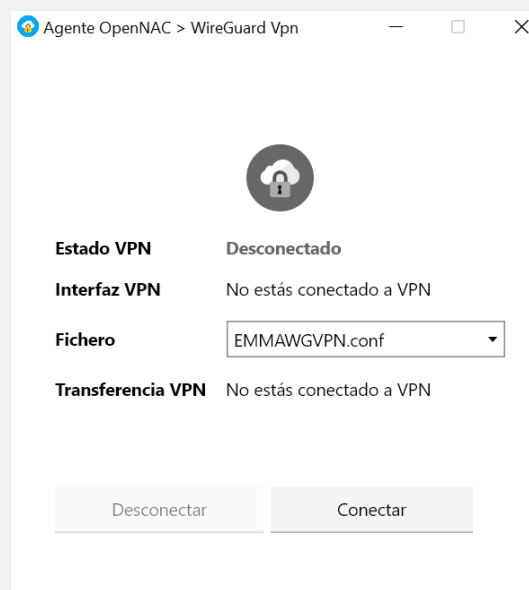 Agente OpenNAC > WireGuard Vpn
Estado VPN Desconectado
Interfaz VPN No estás conectado a VPN
Fichero EMMAWGVPN.conf
Transferencia VPN No estás conectado a VPN
Desconectar Conectar